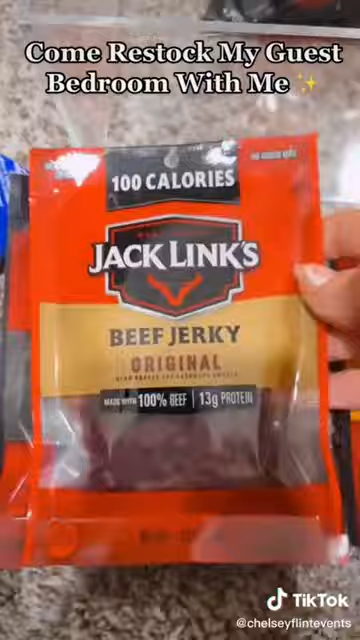 Come Restock My Guest
Bedroom With Me✨
100 CALORIES
JACK LINK'S
BEEF JERKY
ORIGINAL
MADE WITH 100% BEEF | 13g PROTEIN
TikTok
@chelseyflintevents